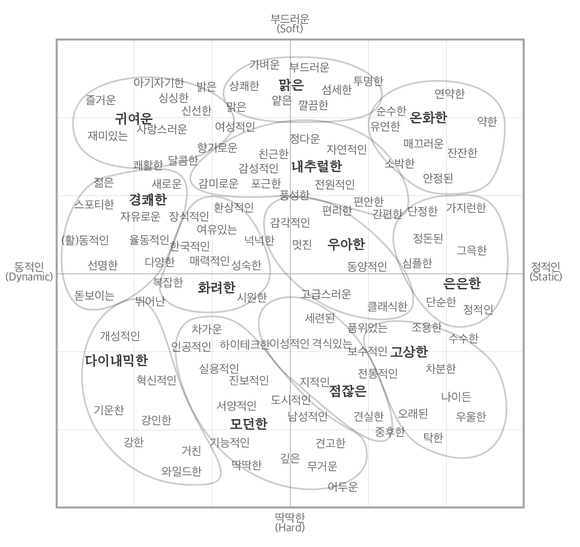 부드러운
(Soft)
가벼운 부드러운
아기자기한 밝은 상쾌한 맑은 섬세한 투명한
즐거운 싱싱한 얕은 깔끔한 연약한
신선한 맑은 순수한 온화한 약한
귀여운 사랑스러운 여성적인 유연한
재미있는 정다운 매끄러운
향기로운 친근한 자연적인 잔잔한
쾌활한 달콤한 감성적인 내추럴한 소박한
젊은 새로운 감미로운 포근한 전원적인 안정된
경쾌한 풍성한
스포티한 화상적인 편안한
자유로운 장식적인 편리한 간편한 단정한 가지런한
여유있는 감각적인
(활)동적인 율동적인 한국적인 넉넉한 멋진 우아한 정돈된 그윽한
동적인 선명한 다양한 매력적인 성숙한 동양적인 심플한 정적인
(Dynamic) (Static)
복잡한 화려한 은은한
돋보이는 뛰어난 시원한 고급스러운 클래식한 단순한 정적인
세련된
개성적인 차가운 품위있는 조용한 수수한
인공적인 하이테크한 이성적인 격식있는 보수적인 고상한
다이내믹한 실용적인 차분한
혁신적인 진보적인 지적인 전통적인
점잖은 나이든
기운찬 서양적인 도시적인
강인한 남성적인 견실한 오래된 우울한
모던한 중후한
강한 기능적인 견고한 탁한
거친 깊은
와일드한 딱딱한 무거운
어두운
딱딱한
(Hard)